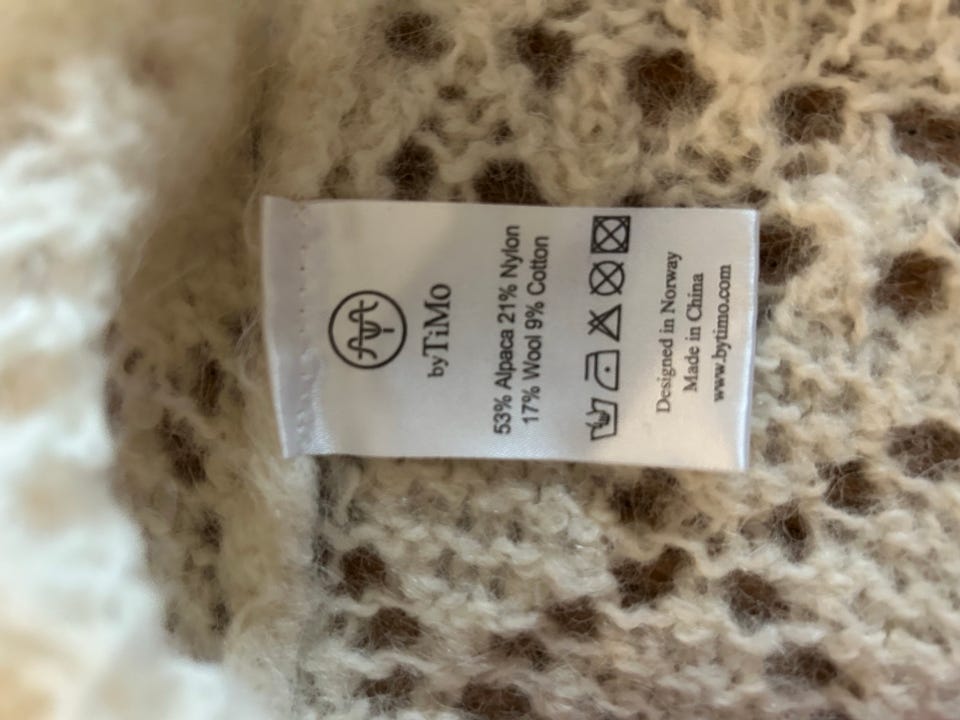 byTiMo
53% Alpaca 21% Nylon
17% Wool 9% Cotton
Designed in Norway
Made in China
www.bytimo.com